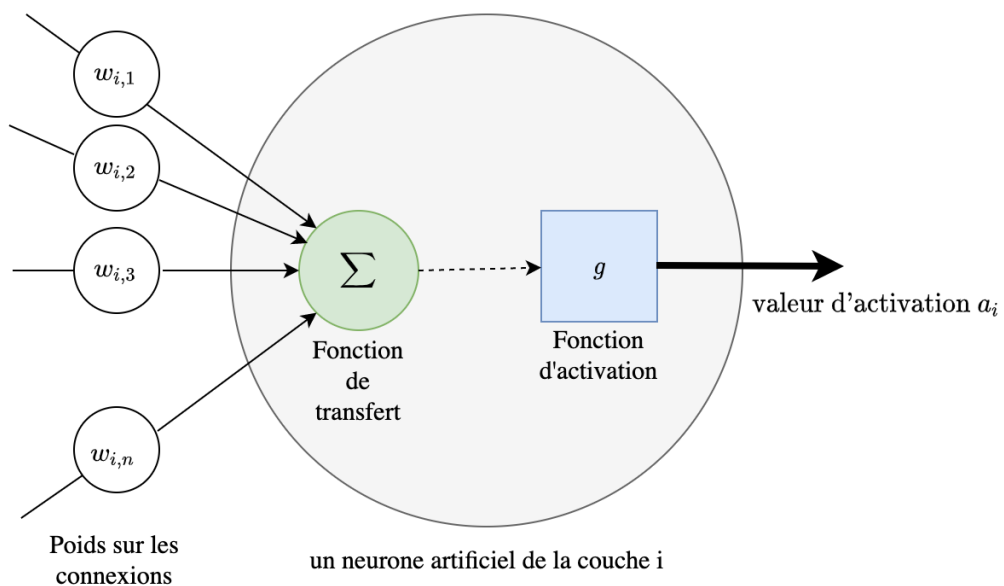 w_{i,1}
w_{i,2}
w_{i,3}
w_{i,n}
∑
g
Fonction
de
transfert
Fonction
d'activation
valeur d'activation a_i
Poids sur les
connexions
un neurone artificiel de la couche i